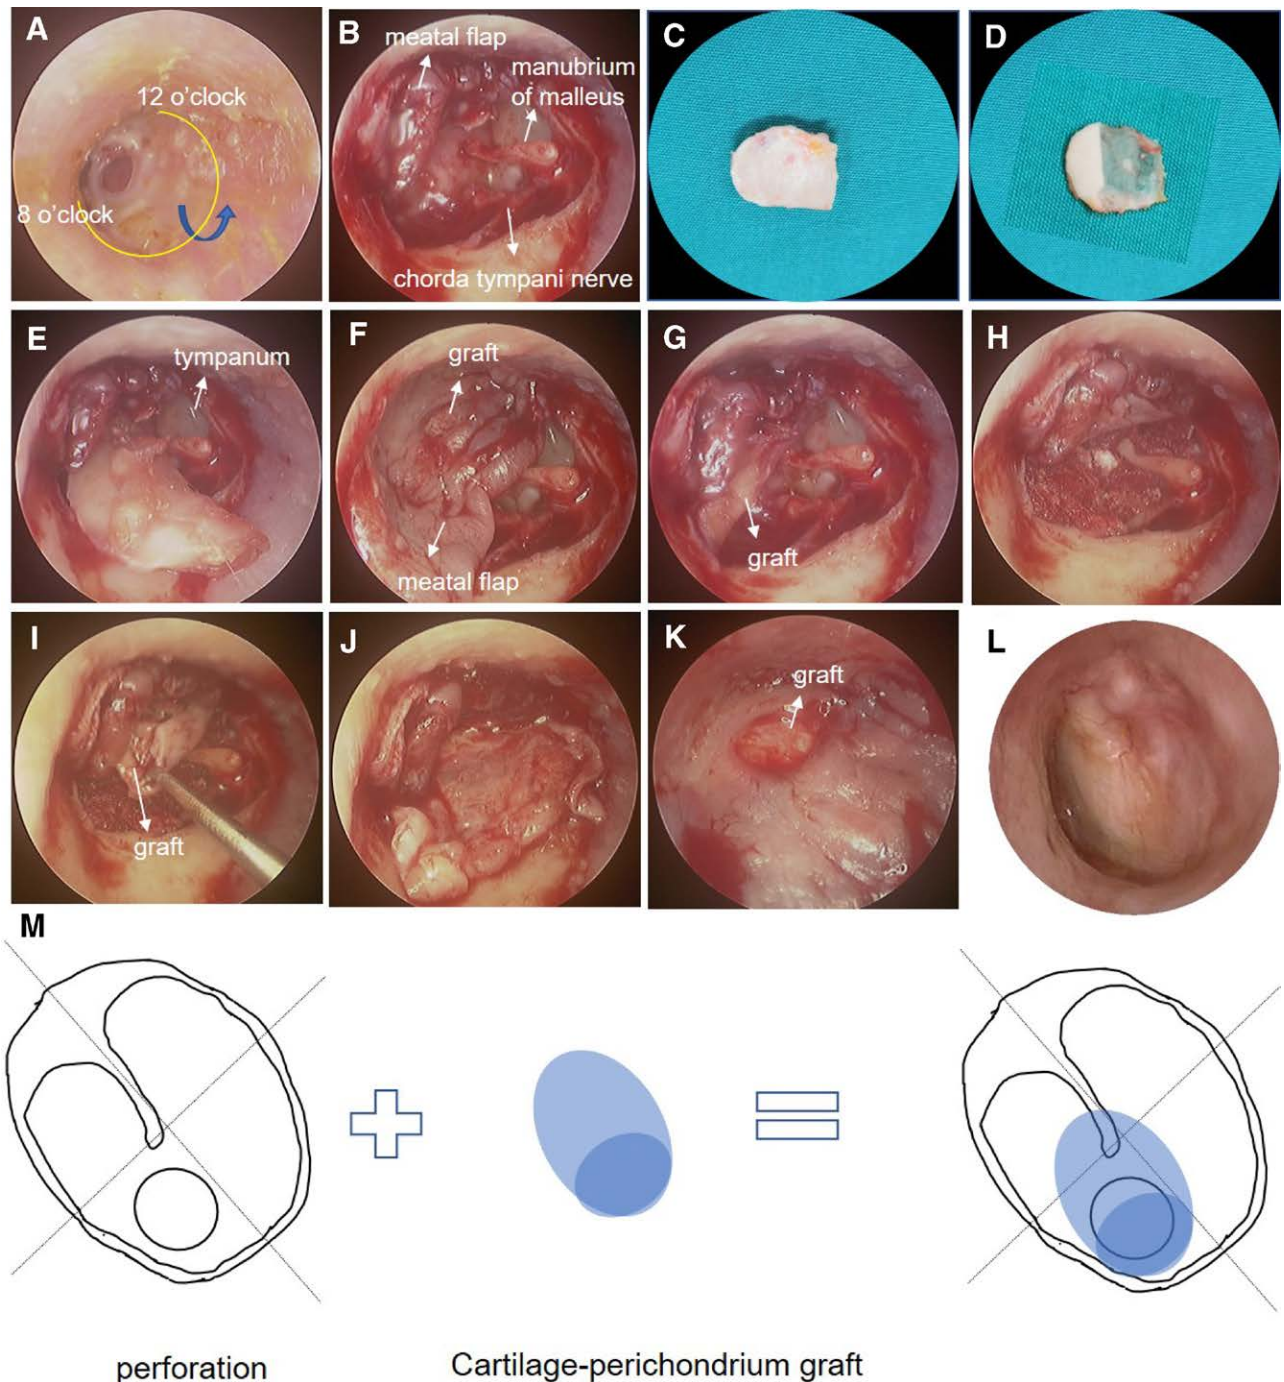 A
12 o'clock
8 o'clock
B
meatal flap
manubrium
of malleus
chorda tympani nerve
C
D
E
tympanum
F
graft
meatal flap
G
graft
H
I
graft
J
K
graft
L
M
perforation
Cartilage-perichondrium graft